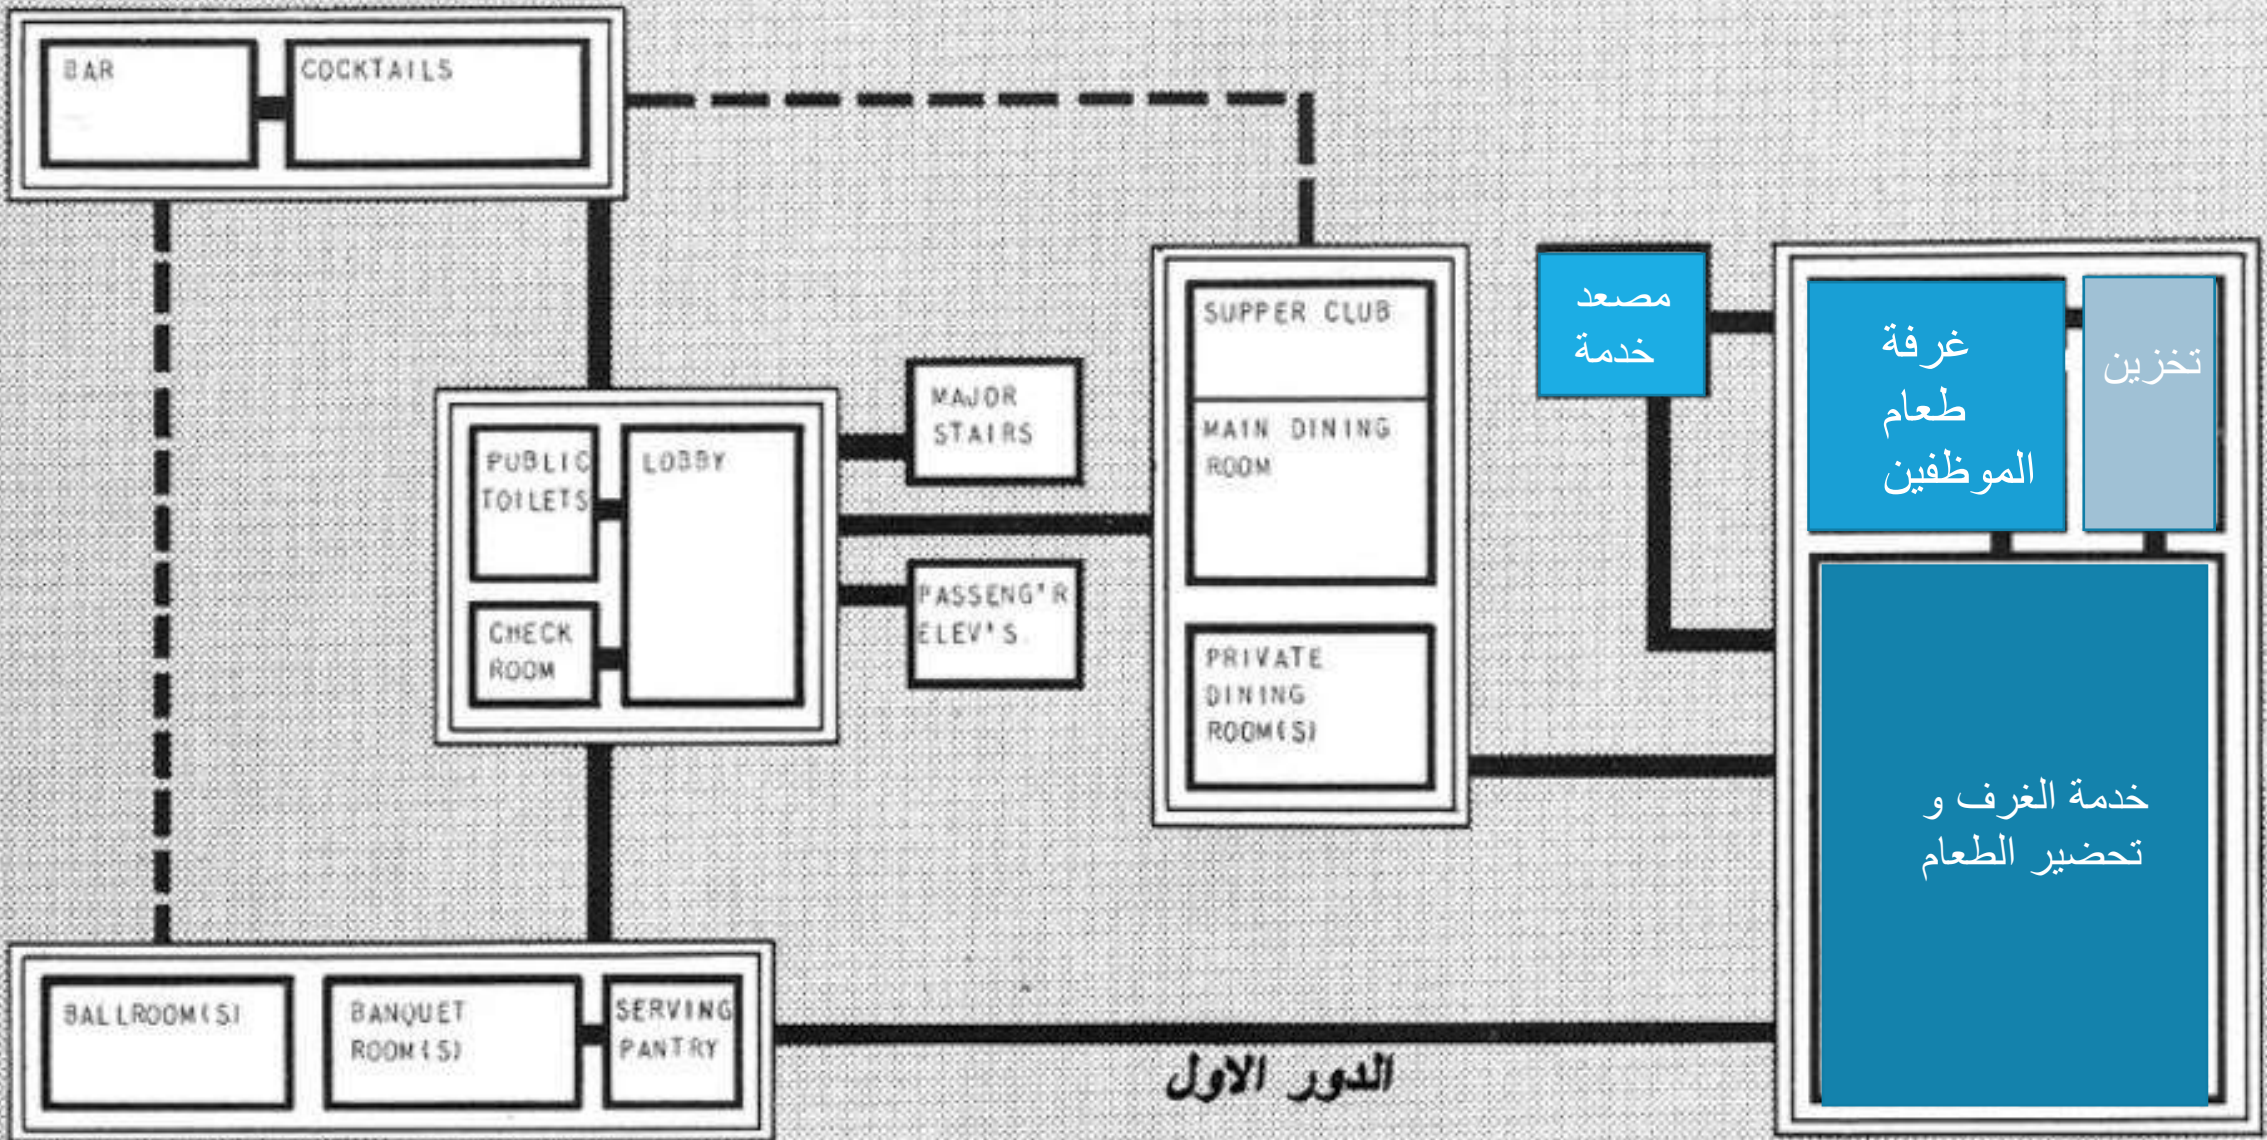 BAR
COCKTAILS
SUPPER CLUB
MAIN DINING
ROOM
PRIVATE
DINING
ROOM(S)
MAJOR
STAIRS
PASSENG'R
ELEV'S.
PUBLIC
TOILETS
LOBBY
CHECK
ROOM
BALLROOM(S)
BANQUET
ROOM(S)
SERVING
PANTRY
مصعد
خدمة
غرفة
طعام
الموظفين
تخزين
خدمة الغرف و
تحضير الطعام
الدور الاول